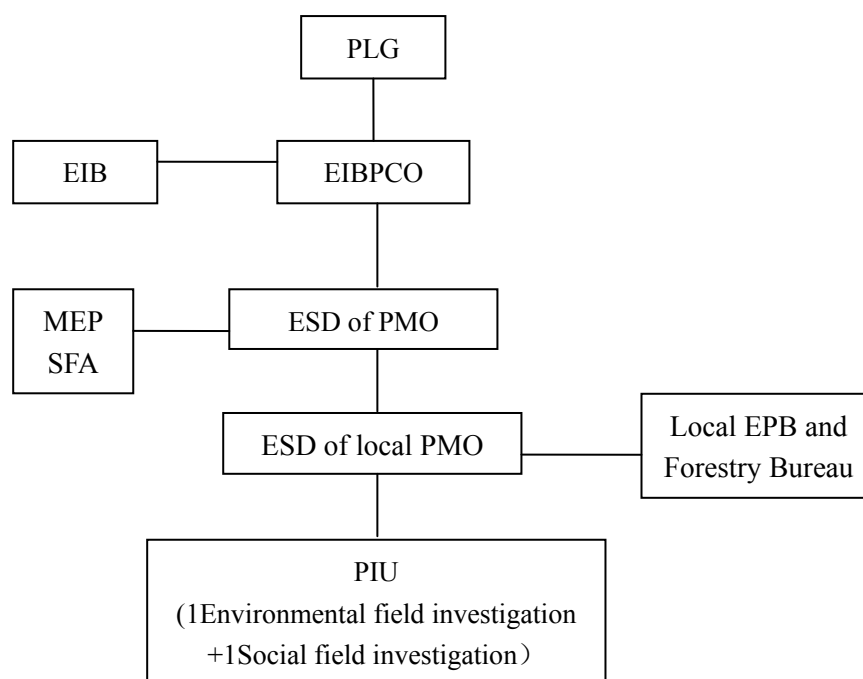 PLG
EIB
EIBPCO
MEP
SFA
ESD of PMO
ESD of local PMO
Local EPB and
Forestry Bureau
PIU
(1Environmental field investigation
+1Social field investigation）